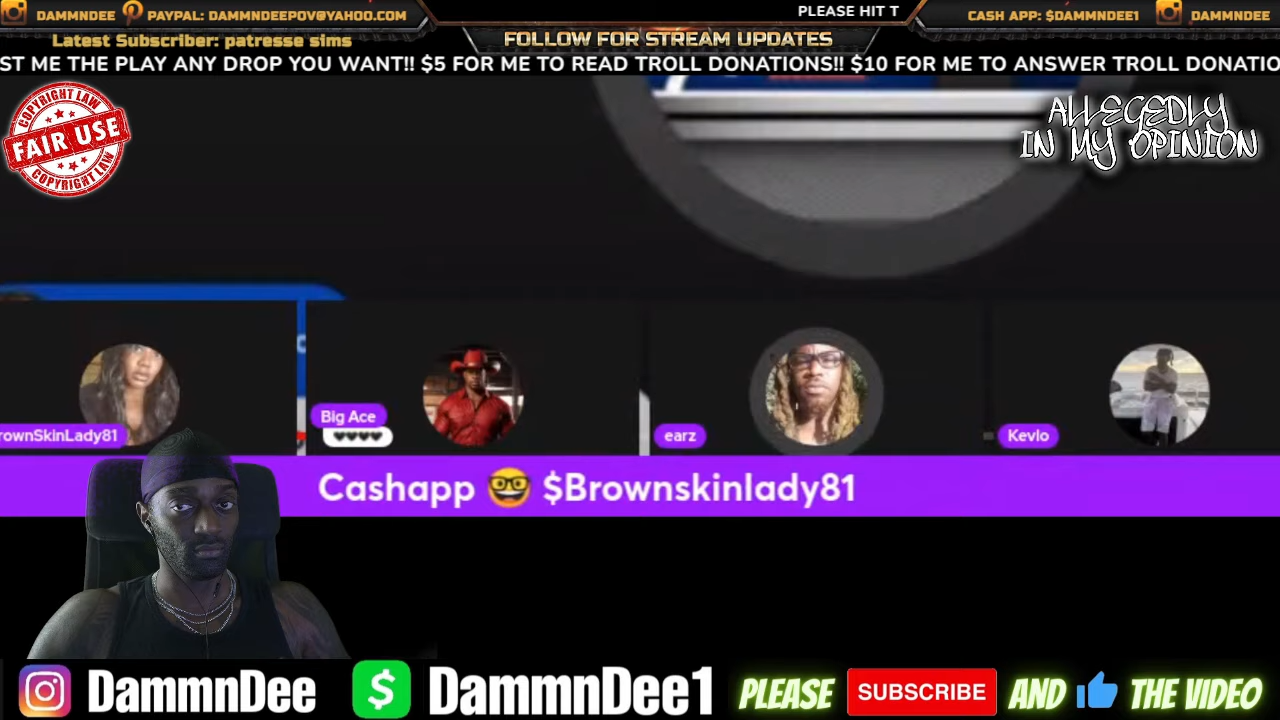 DAMMNDEE
PAYPAL: DAMMNDEEPOV@YAHOO.COM
PLEASE HIT T
CASH APP: $DAMMNDEE1
DAMMNDEE
Latest Subscriber: patresse sims
FOLLOW FOR STREAM UPDATES
ST ME THE PLAY ANY DROP YOU WANT!! $5 FOR ME TO READ TROLL DONATIONS!! $10 FOR ME TO ANSWER TROLL DONATIO
COPYRIGHT LAW
FAIR USE
COPYRIGHT LAW
ALLEGEDLY
IN MY OPINION
rownSkinLady81
Big Ace
earz
Kevlo
Cashapp 🤓 $Brownskinlady81
DammnDee
$
DammnDee1
PLEASE
SUBSCRIBE
AND
THE VIDEO